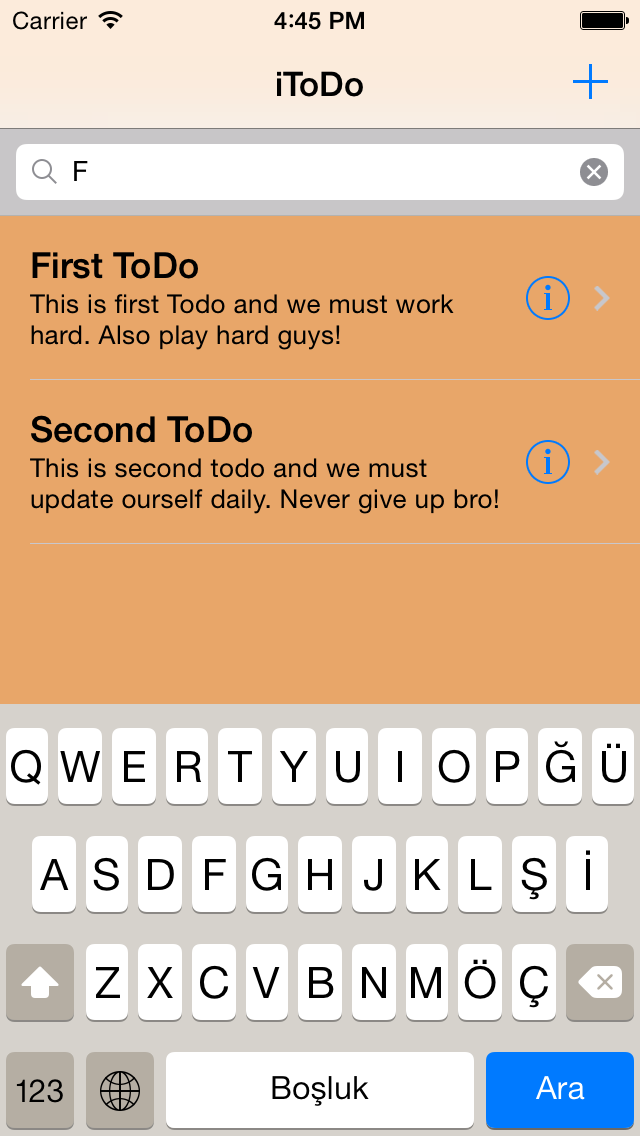 Carrier 4:45 PM
iToDo
F
First ToDo
This is first Todo and we must work
hard. Also play hard guys!
Second ToDo
This is second todo and we must
update ourself daily. Never give up bro!
Q W E R T Y U I O P Ğ Ü
A S D F G H J K L Ş İ
Z X C V B N M Ö Ç
123 Boşluk Ara